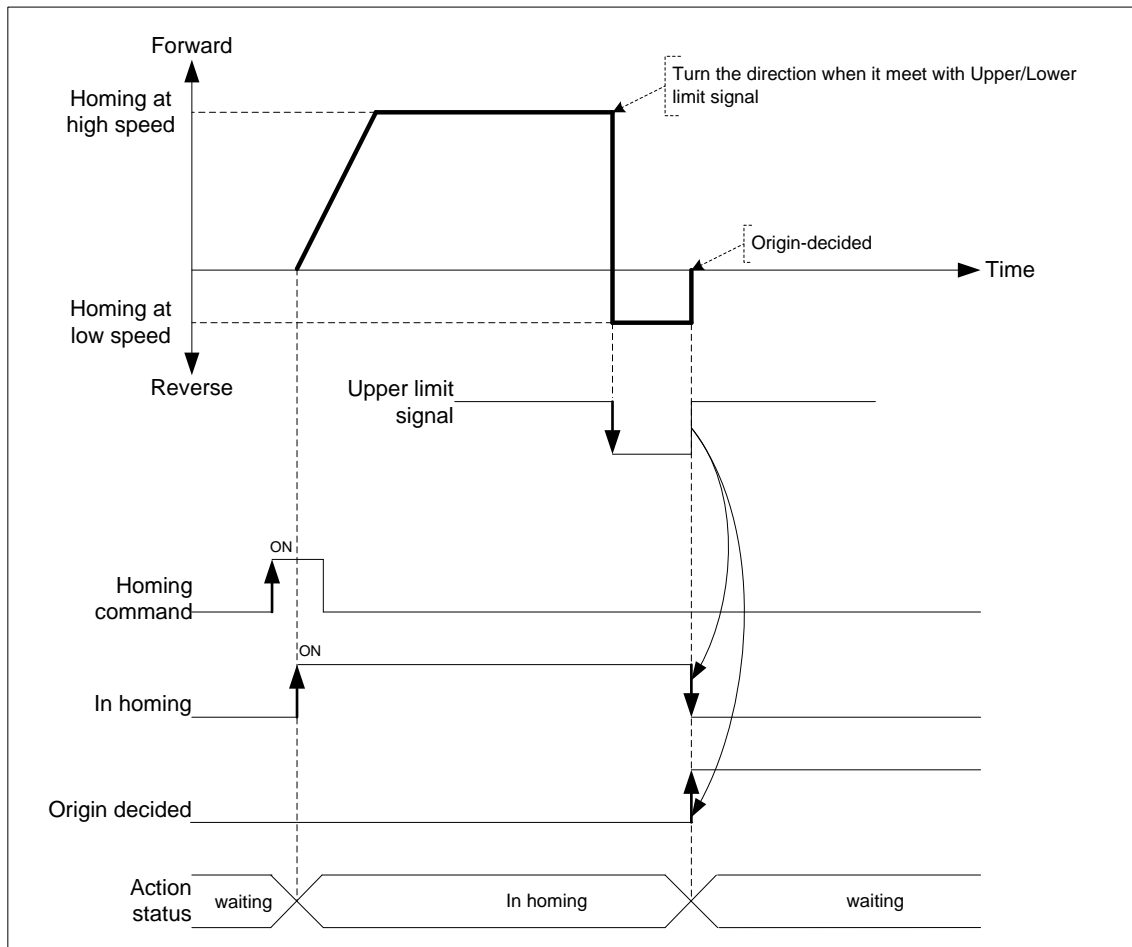 Forward
Homing at
high speed
Turn the direction when it meet with Upper/Lower
limit signal
Origin-decided
Time
Homing at
low speed
Reverse
Upper limit
signal
ON
Homing
command
ON
In homing
Origin decided
Action
status
waiting
In homing
waiting